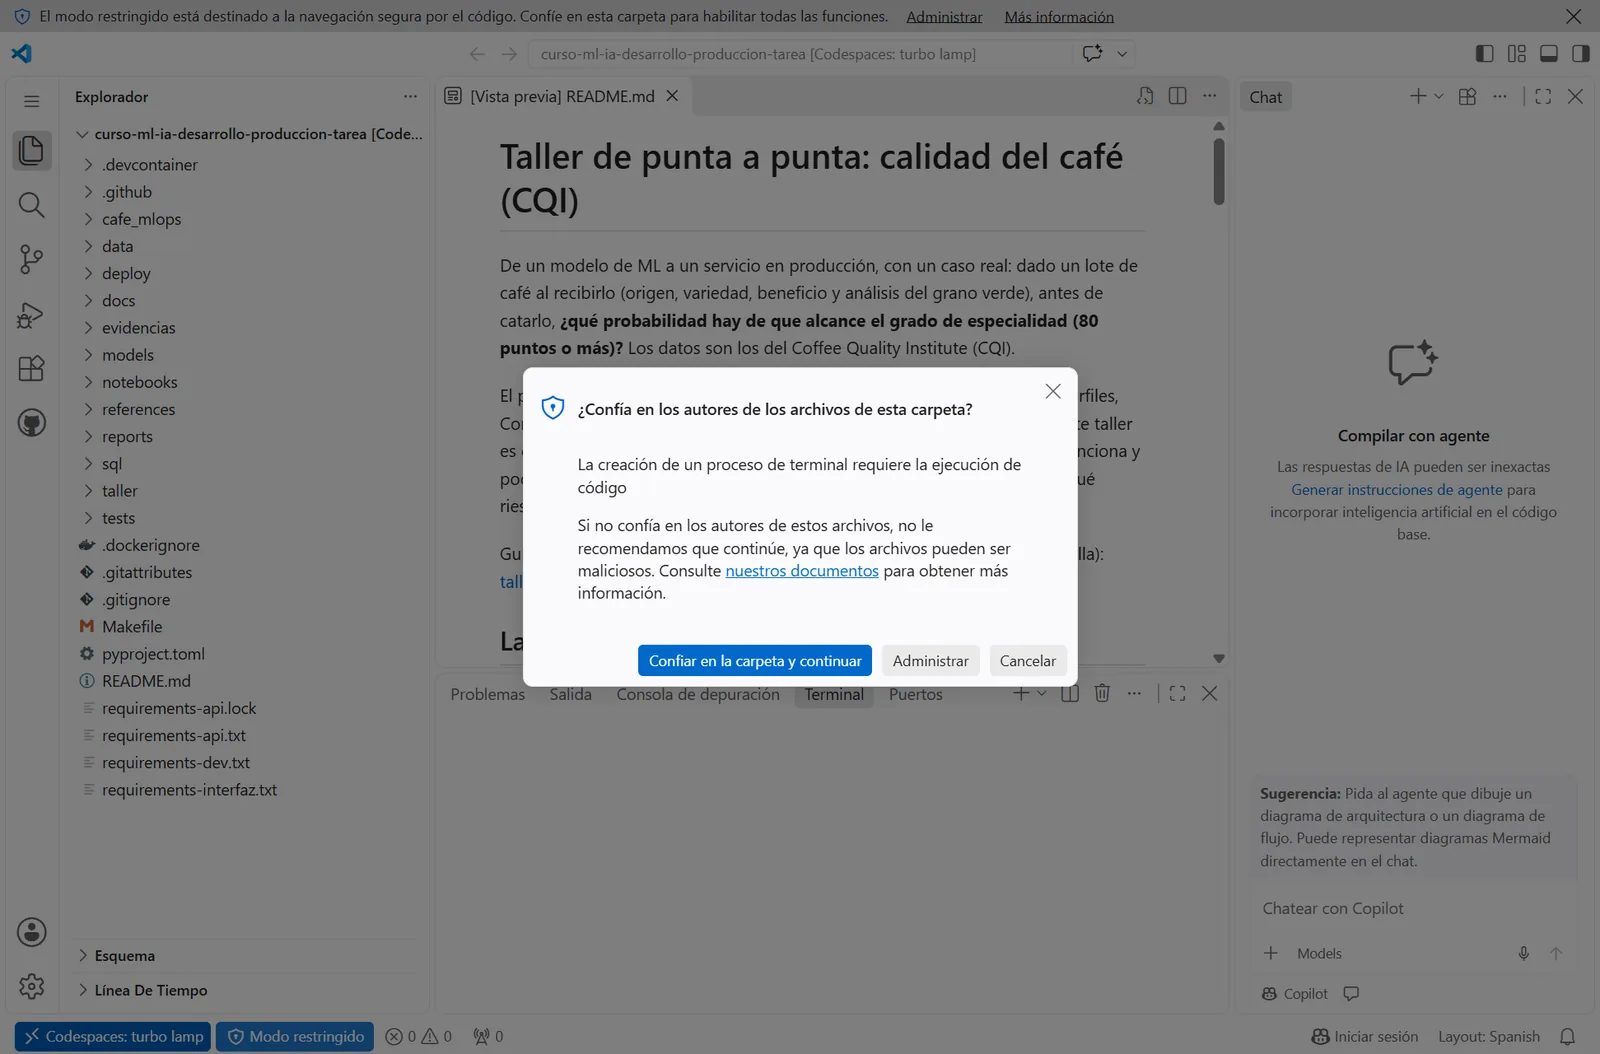 El modo restringido está destinado a la navegación segura por el código. Confíe en esta carpeta para habilitar todas las funciones. Administrar Más información
curso-ml-ia-desarrollo-produccion-tarea [Codespaces: turbo lamp]
Explorador
curso-ml-ia-desarrollo-produccion-tarea [Code...
.devcontainer
.github
cafe_mlops
data
deploy
docs
evidencias
models
notebooks
references
reports
sql
taller
tests
.dockerignore
.gitattributes
.gitignore
Makefile
pyproject.toml
README.md
requirements-api.lock
requirements-api.txt
requirements-dev.txt
requirements-interfaz.txt
Esquema
Línea De Tiempo
[Vista previa] README.md
Taller de punta a punta: calidad del café
(CQI)
De un modelo de ML a un servicio en producción, con un caso real: dado un lote de
café al recibirlo (origen, variedad, beneficio y análisis del grano verde), antes de
catarlo, ¿qué probabilidad hay de que alcance el grado de especialidad (80
puntos o más)? Los datos son los del Coffee Quality Institute (CQI).
El
rfiles,
taller
es
nciona y
ries
lla):
tall
La
¿Confía en los autores de los archivos de esta carpeta?
La creación de un proceso de terminal requiere la ejecución de
código
Si no confía en los autores de estos archivos, no le
recomendamos que continúe, ya que los archivos pueden ser
maliciosos. Consulte nuestros documentos para obtener más
información.
Confiar en la carpeta y continuar Administrar Cancelar
Problemas Salida Consola de depuración Terminal Puertos
Chat
Compilar con agente
Las respuestas de IA pueden ser inexactas
Generar instrucciones de agente para
incorporar inteligencia artificial en el código
base.
Sugerencia: Pida al agente que dibuje un
diagrama de arquitectura o un diagrama de
flujo. Puede representar diagramas Mermaid
directamente en el chat.
Chatear con Copilot
Models
Copilot
Codespaces: turbo lamp Modo restringido 0 0 0 Iniciar sesión Layout: Spanish